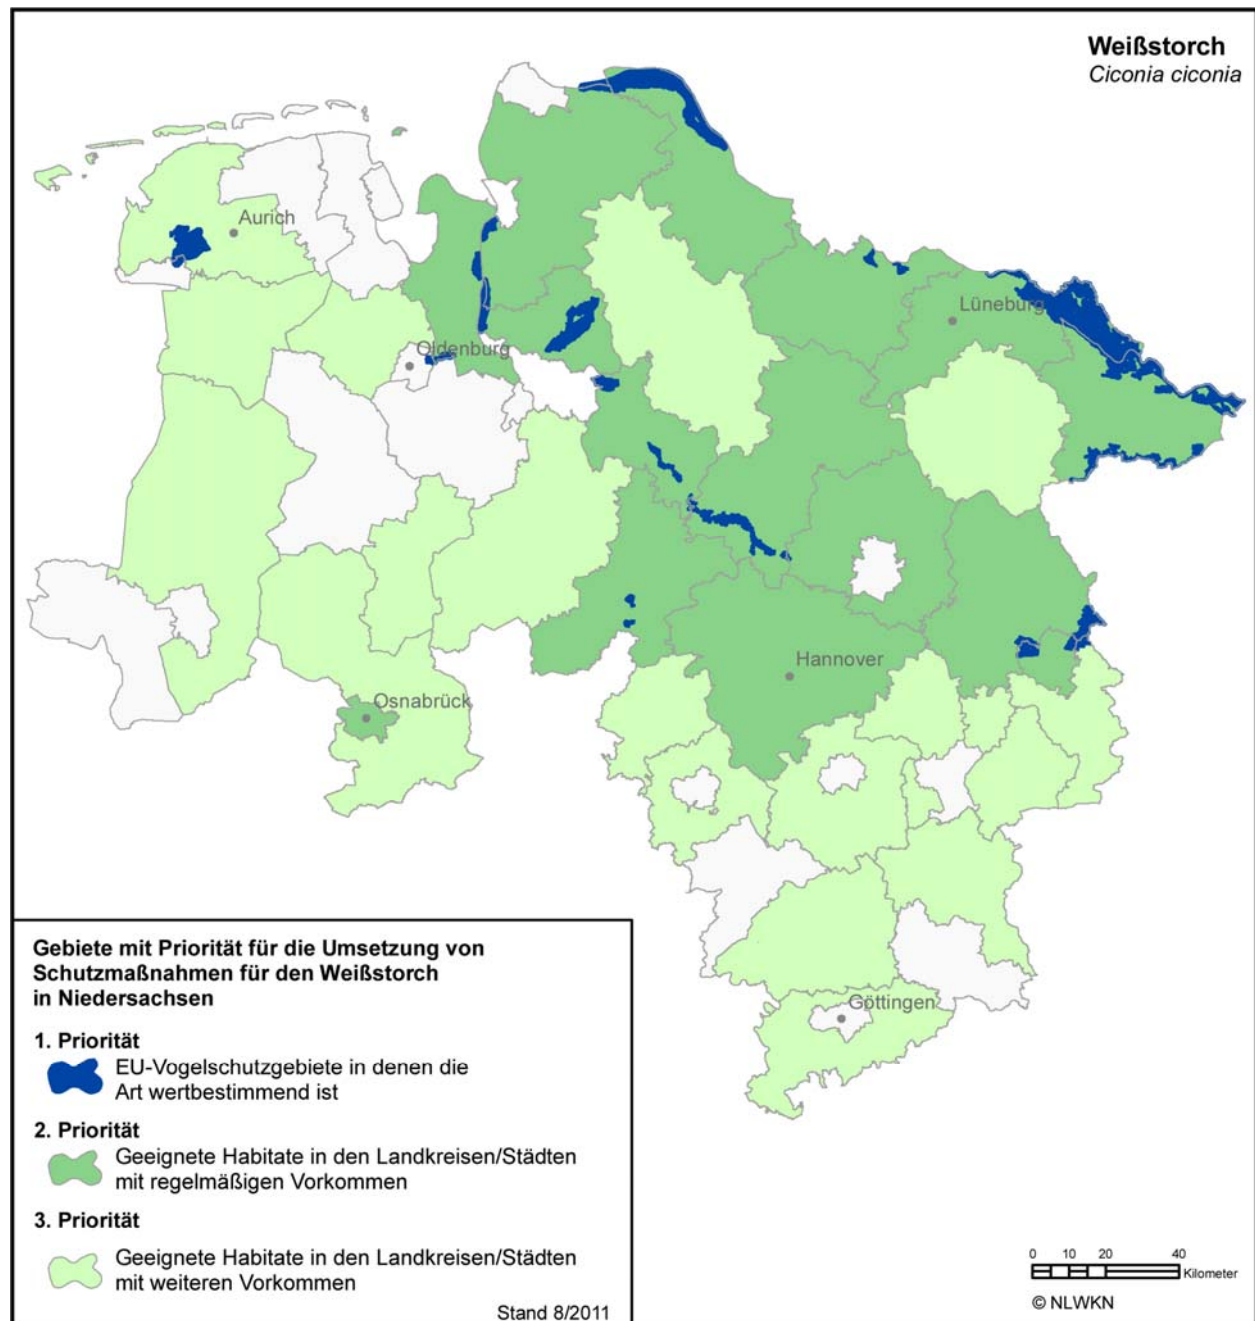 Weißstorch
Ciconia ciconia
Aurich
Lüneburg
Oldenburg
Hannover
Osnabrück
Göttingen
Gebiete mit Priorität für die Umsetzung von
Schutzmaßnahmen für den Weißstorch
in Niedersachsen
1. Priorität
EU-Vogelschutzgebiete in denen die
Art wertbestimmend ist
2. Priorität
Geeignete Habitate in den Landkreisen/Städten
mit regelmäßigen Vorkommen
3. Priorität
Geeignete Habitate in den Landkreisen/Städten
mit weiteren Vorkommen
Stand 8/2011
0 10 20 40
Kilometer
© NLWKN